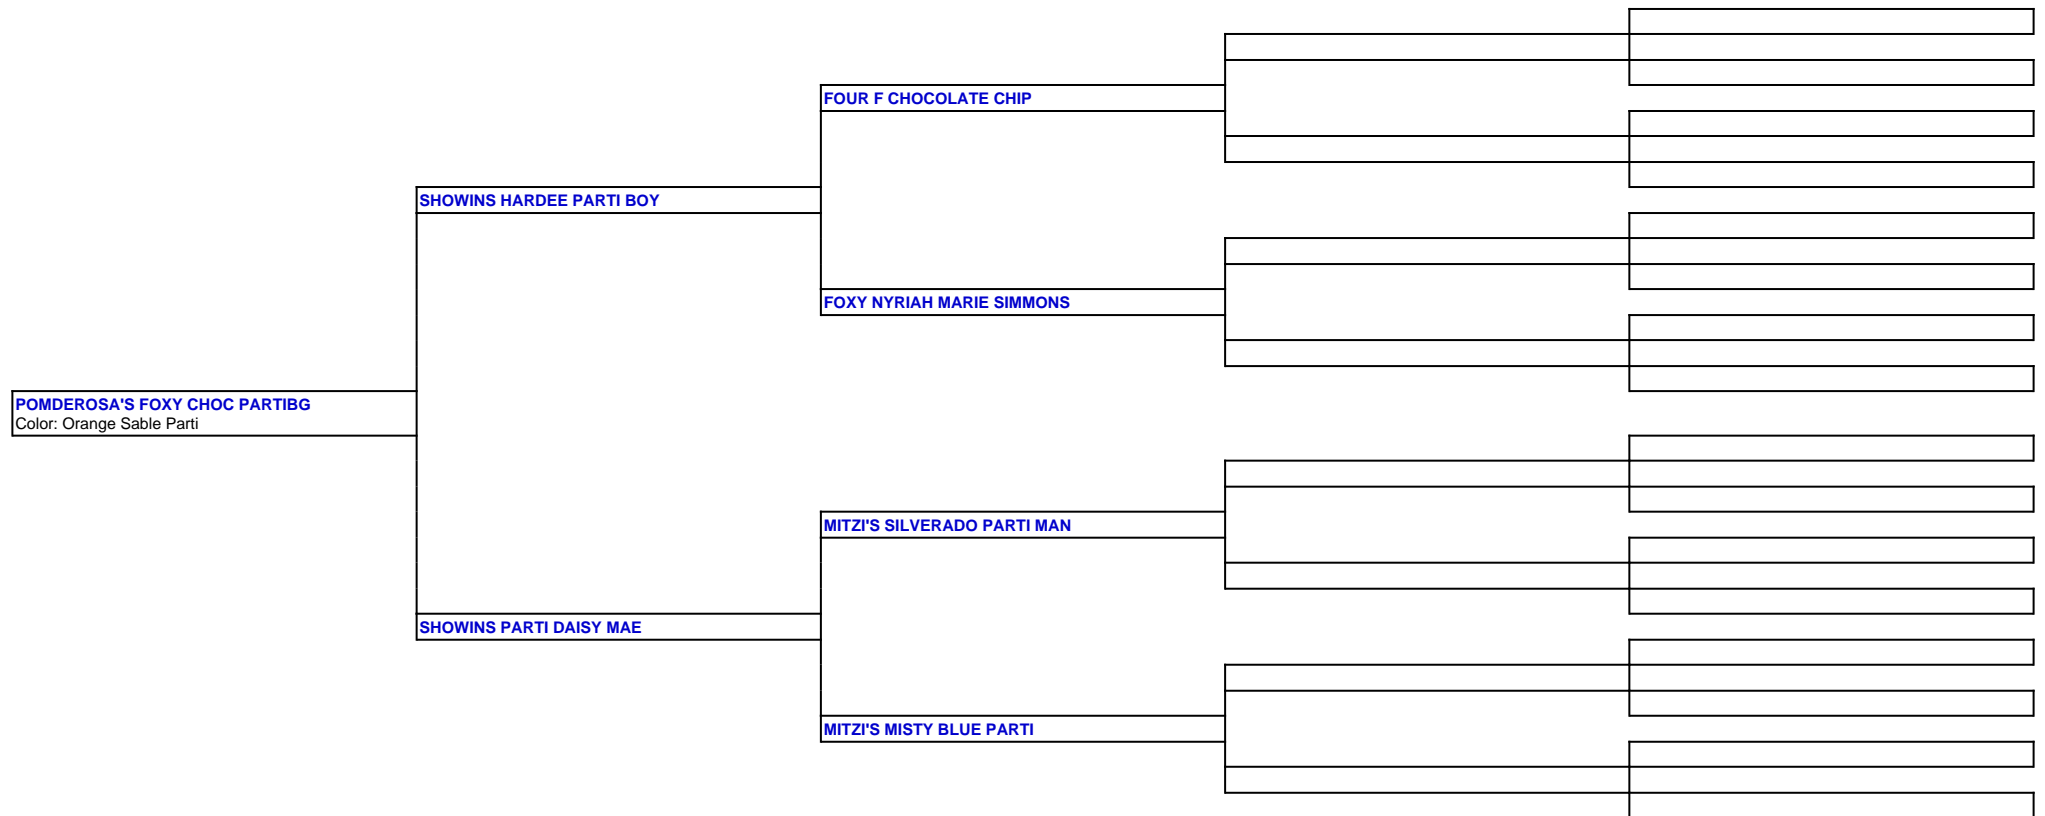 FOUR F CHOCOLATE CHIP
SHOWINS HARDEE PARTI BOY
FOXY NYRIAH MARIE SIMMONS
POMDEROSA'S FOXY CHOC PARTIBG
Color: Orange Sable Parti
MITZI'S SILVERADO PARTI MAN
SHOWINS PARTI DAISY MAE
MITZI'S MISTY BLUE PARTI